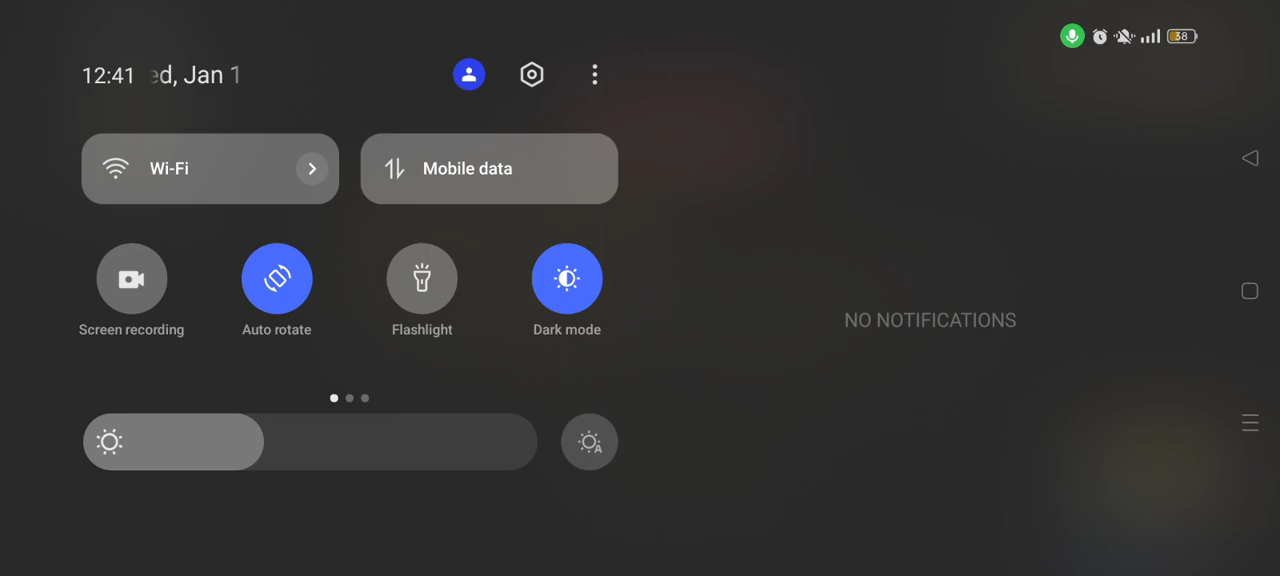 12:41 ed, Jan 1
38
Wi-Fi
Mobile data
Screen recording
Auto rotate
Flashlight
Dark mode
NO NOTIFICATIONS
A